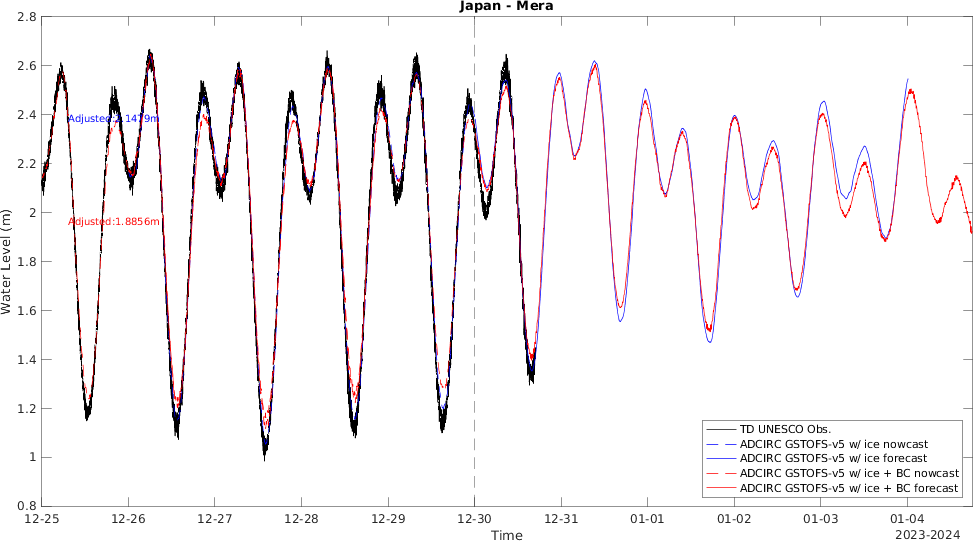 Japan - Mera
2.8
2.6
2.4
2.2
2
1.8
1.6
1.4
1.2
1
0.8
Water Level (m)
Adjusted:2.1479m
Adjusted:1.8856m
TD UNESCO Obs.
ADCIRC GSTOFS-v5 w/ ice nowcast
ADCIRC GSTOFS-v5 w/ ice forecast
ADCIRC GSTOFS-v5 w/ ice + BC nowcast
ADCIRC GSTOFS-v5 w/ ice + BC forecast
12-25 12-26 12-27 12-28 12-29 12-30 12-31 01-01 01-02 01-03 01-04
Time
2023-2024